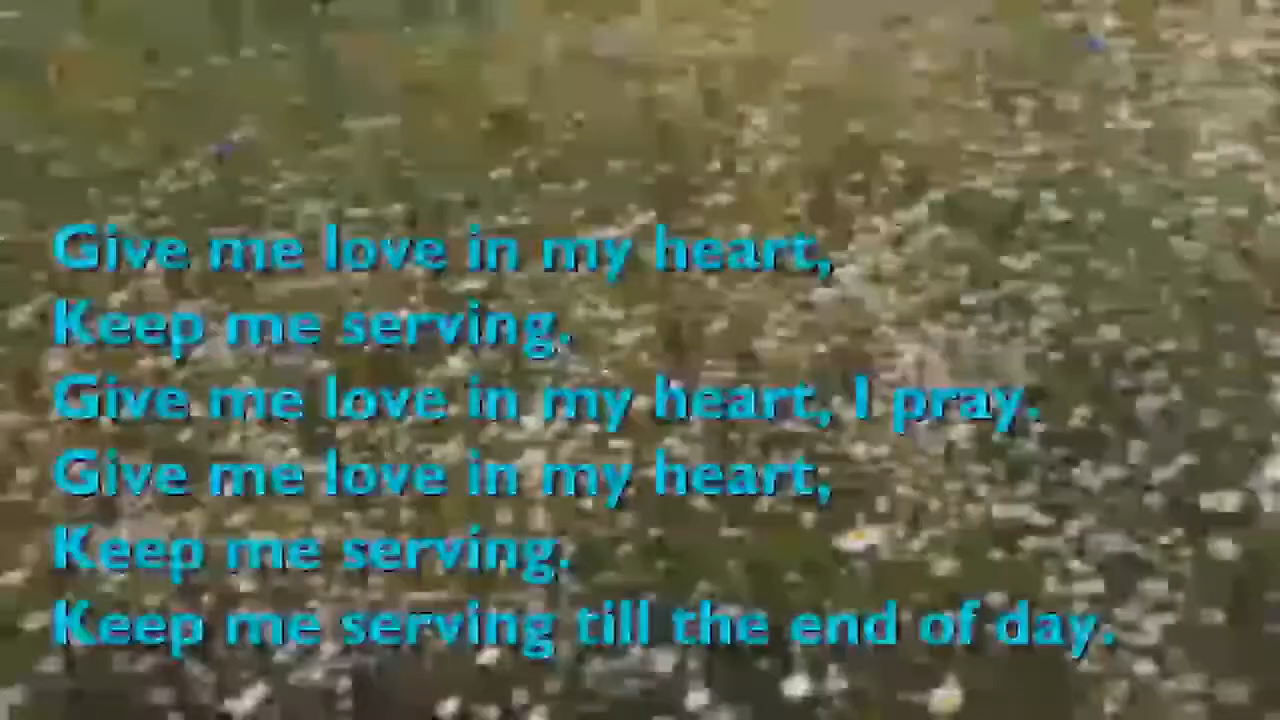 Give me love in my heart,
Keep me serving.
Give me love in my heart, I pray.
Give me love in my heart,
Keep me serving.
Keep me serving till the end of day.